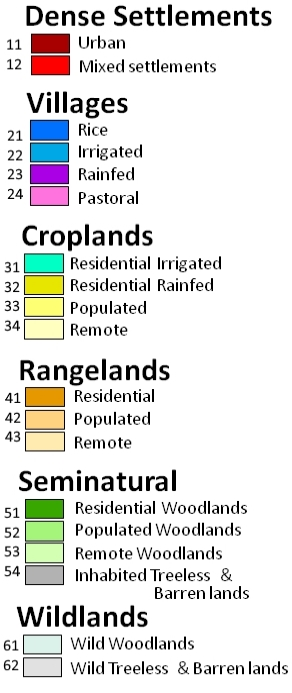 Dense Settlements
11 Urban
12 Mixed settlements
Villages
21 Rice
22 Irrigated
23 Rainfed
24 Pastoral
Croplands
31 Residential Irrigated
32 Residential Rainfed
33 Populated
34 Remote
Rangelands
41 Residential
42 Populated
43 Remote
Seminatural
51 Residential Woodlands
52 Populated Woodlands
53 Remote Woodlands
54 Inhabited Treeless &
Barren lands
Wildlands
61 Wild Woodlands
62 Wild Treeless & Barren lands